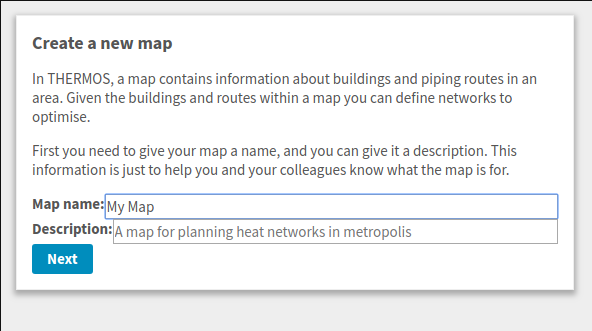 Create a new map
In THERMOS, a map contains information about buildings and piping routes in an
area. Given the buildings and routes within a map you can define networks to
optimise.
First you need to give your map a name, and you can give it a description. This
information is just to help you and your colleagues know what the map is for.
Map name: My Map
Description: A map for planning heat networks in metropolis
Next